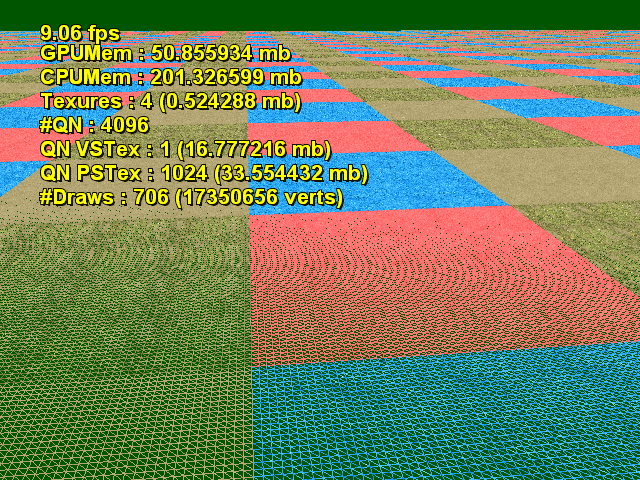 9.06 fps
GPUMem : 50.855934 mb
CPUMem : 201.326599 mb
Texures : 4 (0.524288 mb)
#QN : 4096
QN VSTex : 1 (16.777216 mb)
QN PSTex : 1024 (33.554432 mb)
#Draws : 706 (17350656 verts)